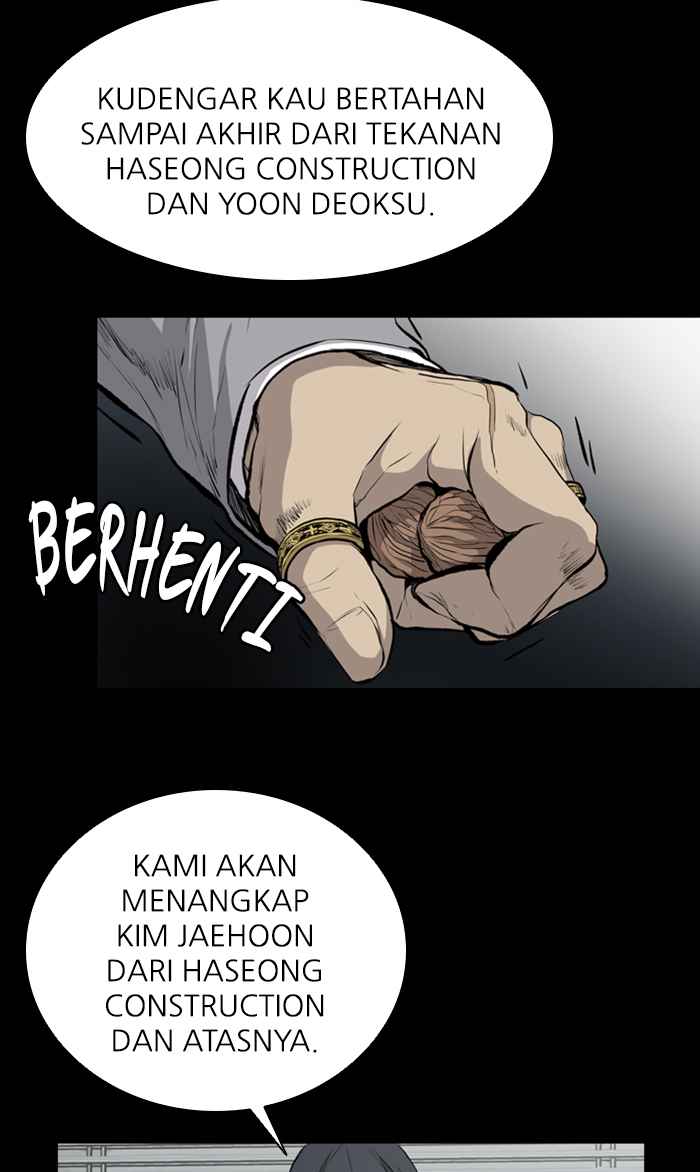 KUDENGAR KAU BERTAHAN
SAMPAI AKHIR DARI TEKANAN
HASEONG CONSTRUCTION
DAN YOON DEOKSU.
BERHENTI
KAMI AKAN
MENANGKAP
KIM JAEHOON
DARI HASEONG
CONSTRUCTION
DAN ATASNYA.